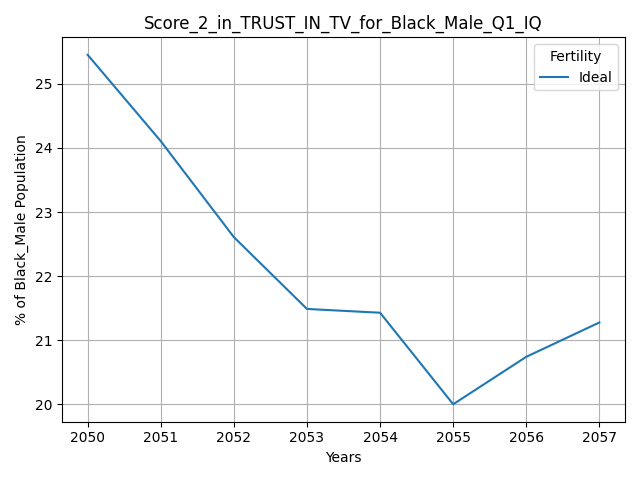 Score_2_in_TRUST_IN_TV_for_Black_Male_Q1_IQ
Fertility
Ideal
% of Black_Male Population
25
24
23
22
21
20
2050 2051 2052 2053 2054 2055 2056 2057
Years